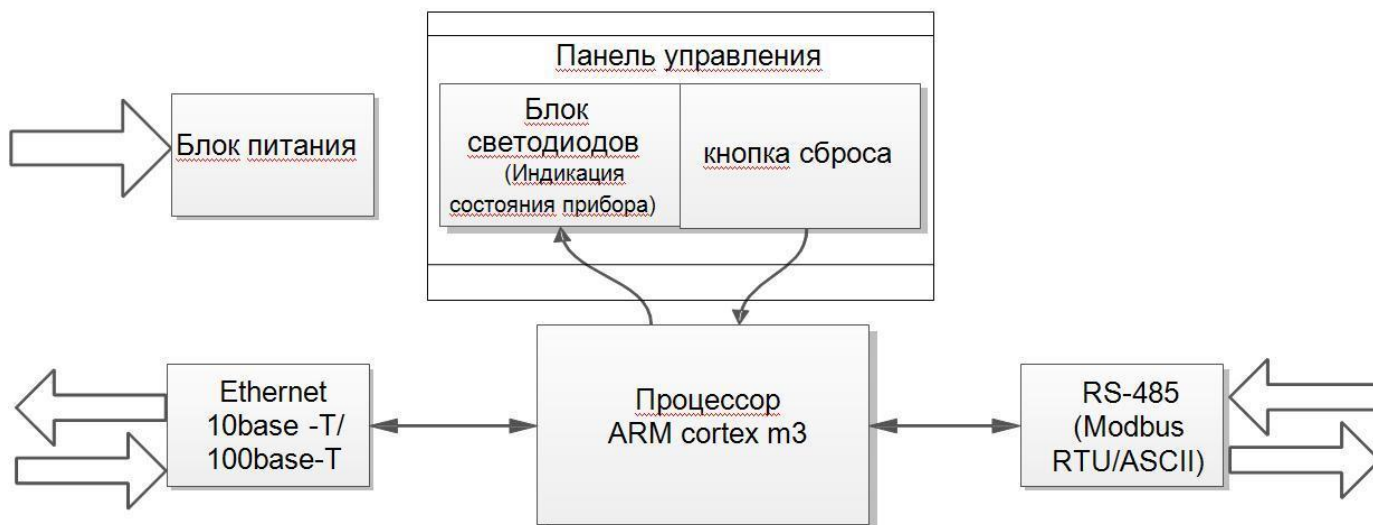 Панель управления
Блок питания
Блок
светодиодов
(Индикация
состояния прибора)
кнопка сброса
Ethernet
10base -T/
100base-T
Процессор
ARM cortex m3
RS-485
(Modbus
RTU/ASCII)